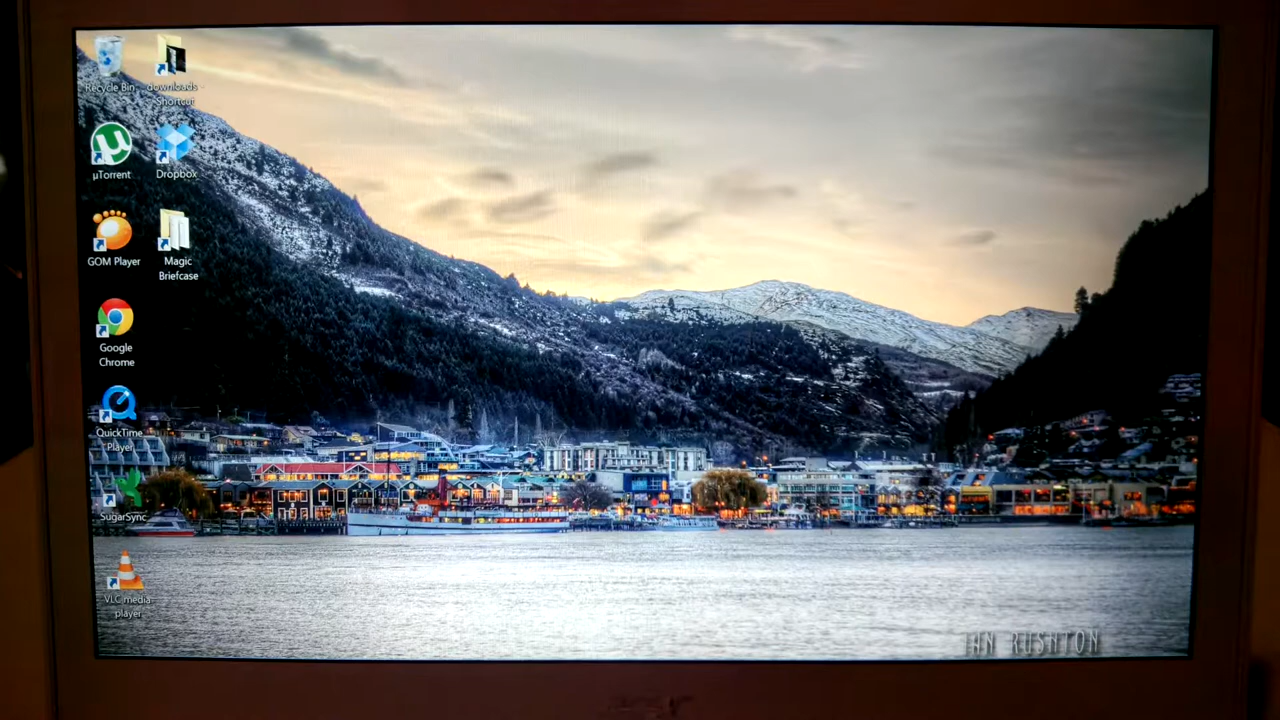 Recycle Bin
downloads -
Shortcut
µTorrent
Dropbox
GOM Player
Magic
Briefcase
Google
Chrome
QuickTime
Player
SugarSync
VLC media
player
IAN RUSHTON